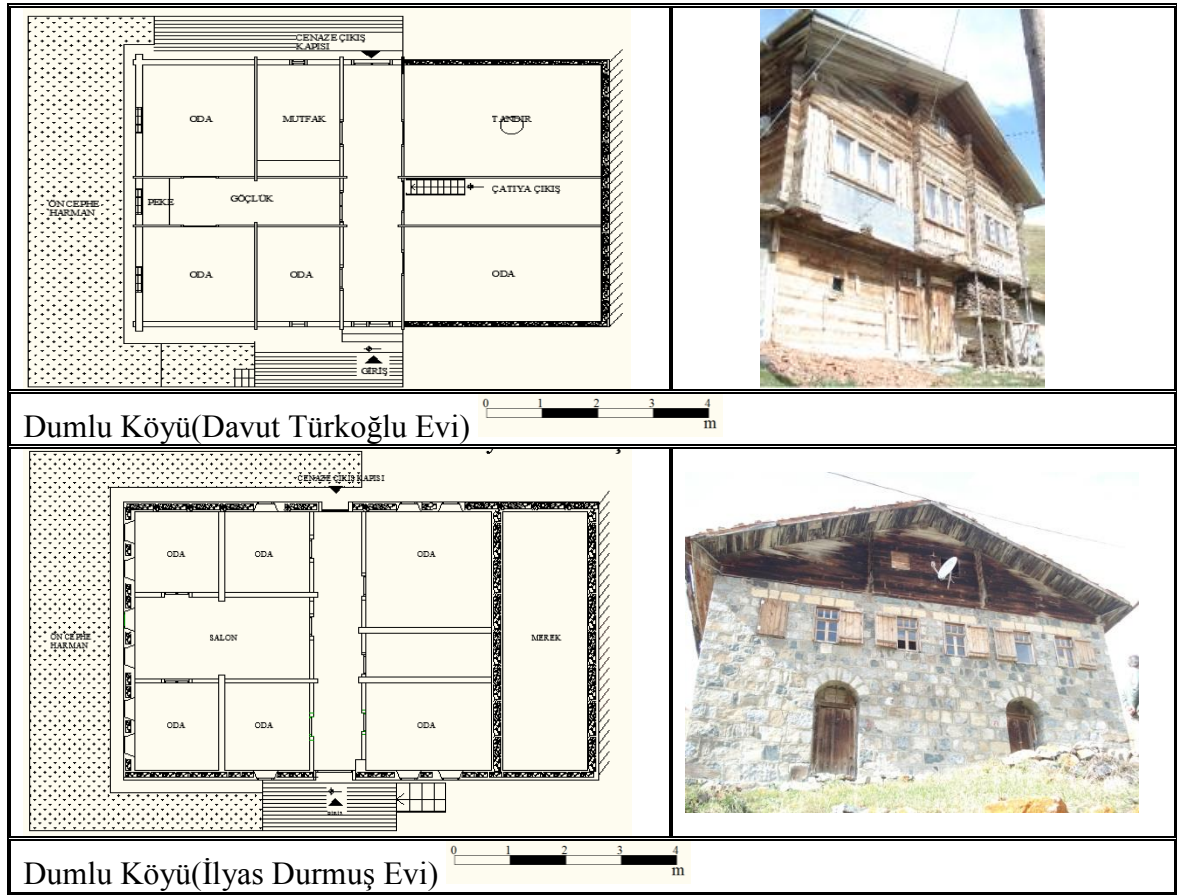 CENAZE ÇIKIŞ
KAPISI
ODA
MUTFAK
TANDIR
ÇATIYA ÇIKIŞ
ÖN CEPHE
HARMAN
PEKE
GÖÇLÜK
ODA
ODA
ODA
GİRİŞ
Dumlu Köyü(Davut Türkoğlu Evi)
0 1 2 3 4
m
CENAZE ÇIKIŞ KAPISI
ODA
ODA
ODA
ÖN CEPHE
HARMAN
SALON
MEREK
ODA
ODA
ODA
GİRİŞ
Dumlu Köyü(İlyas Durmuş Evi)
0 1 2 3 4
m